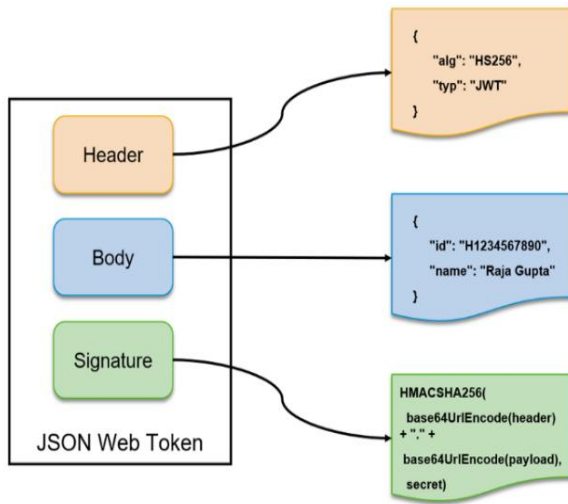 Header
Body
Signature
JSON Web Token
{
"alg": "HS256",
"typ": "JWT"
}
{
"id": "H1234567890",
"name": "Raja Gupta"
}
HMACSHA256(
base64UrlEncode(header)
+ "." +
base64UrlEncode(payload),
secret)